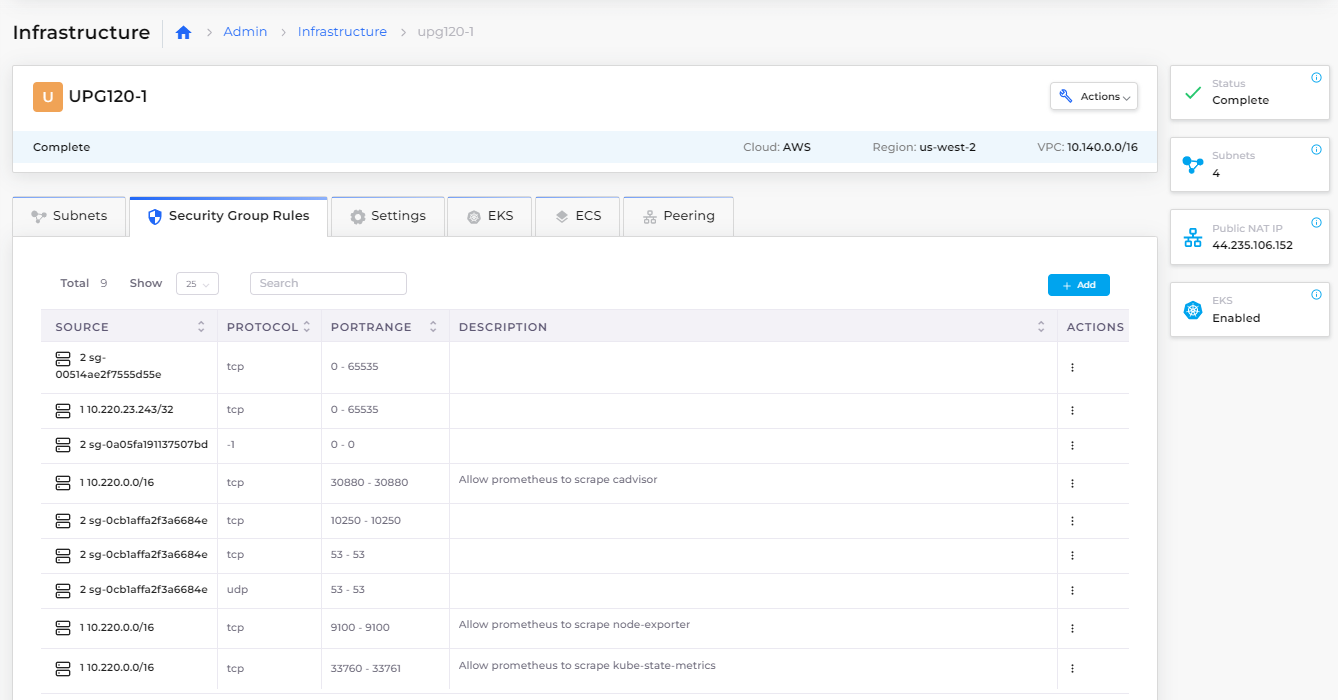 Infrastructure > Admin > Infrastructure > upg120-1
U UPG120-1
Actions
Complete Cloud: AWS Region: us-west-2 VPC: 10.140.0.0/16
Status
Complete
Subnets
4
Public NAT IP
44.235.106.152
EKS
Enabled
Subnets Security Group Rules Settings EKS ECS Peering
Total 9 Show 25 Search + Add
SOURCE PROTOCOL PORTRANGE DESCRIPTION ACTIONS
2 sg-
00514ae2f7555d55e tcp 0 - 65535
1 10.220.23.243/32 tcp 0 - 65535
2 sg-0a05fa191137507bd -1 0 - 0
1 10.220.0.0/16 tcp 30880 - 30880 Allow prometheus to scrape cadvisor
2 sg-0cb1affa2f3a6684e tcp 10250 - 10250
2 sg-0cb1affa2f3a6684e tcp 53 - 53
2 sg-0cb1affa2f3a6684e udp 53 - 53
1 10.220.0.0/16 tcp 9100 - 9100 Allow prometheus to scrape node-exporter
1 10.220.0.0/16 tcp 33760 - 33761 Allow prometheus to scrape kube-state-metrics